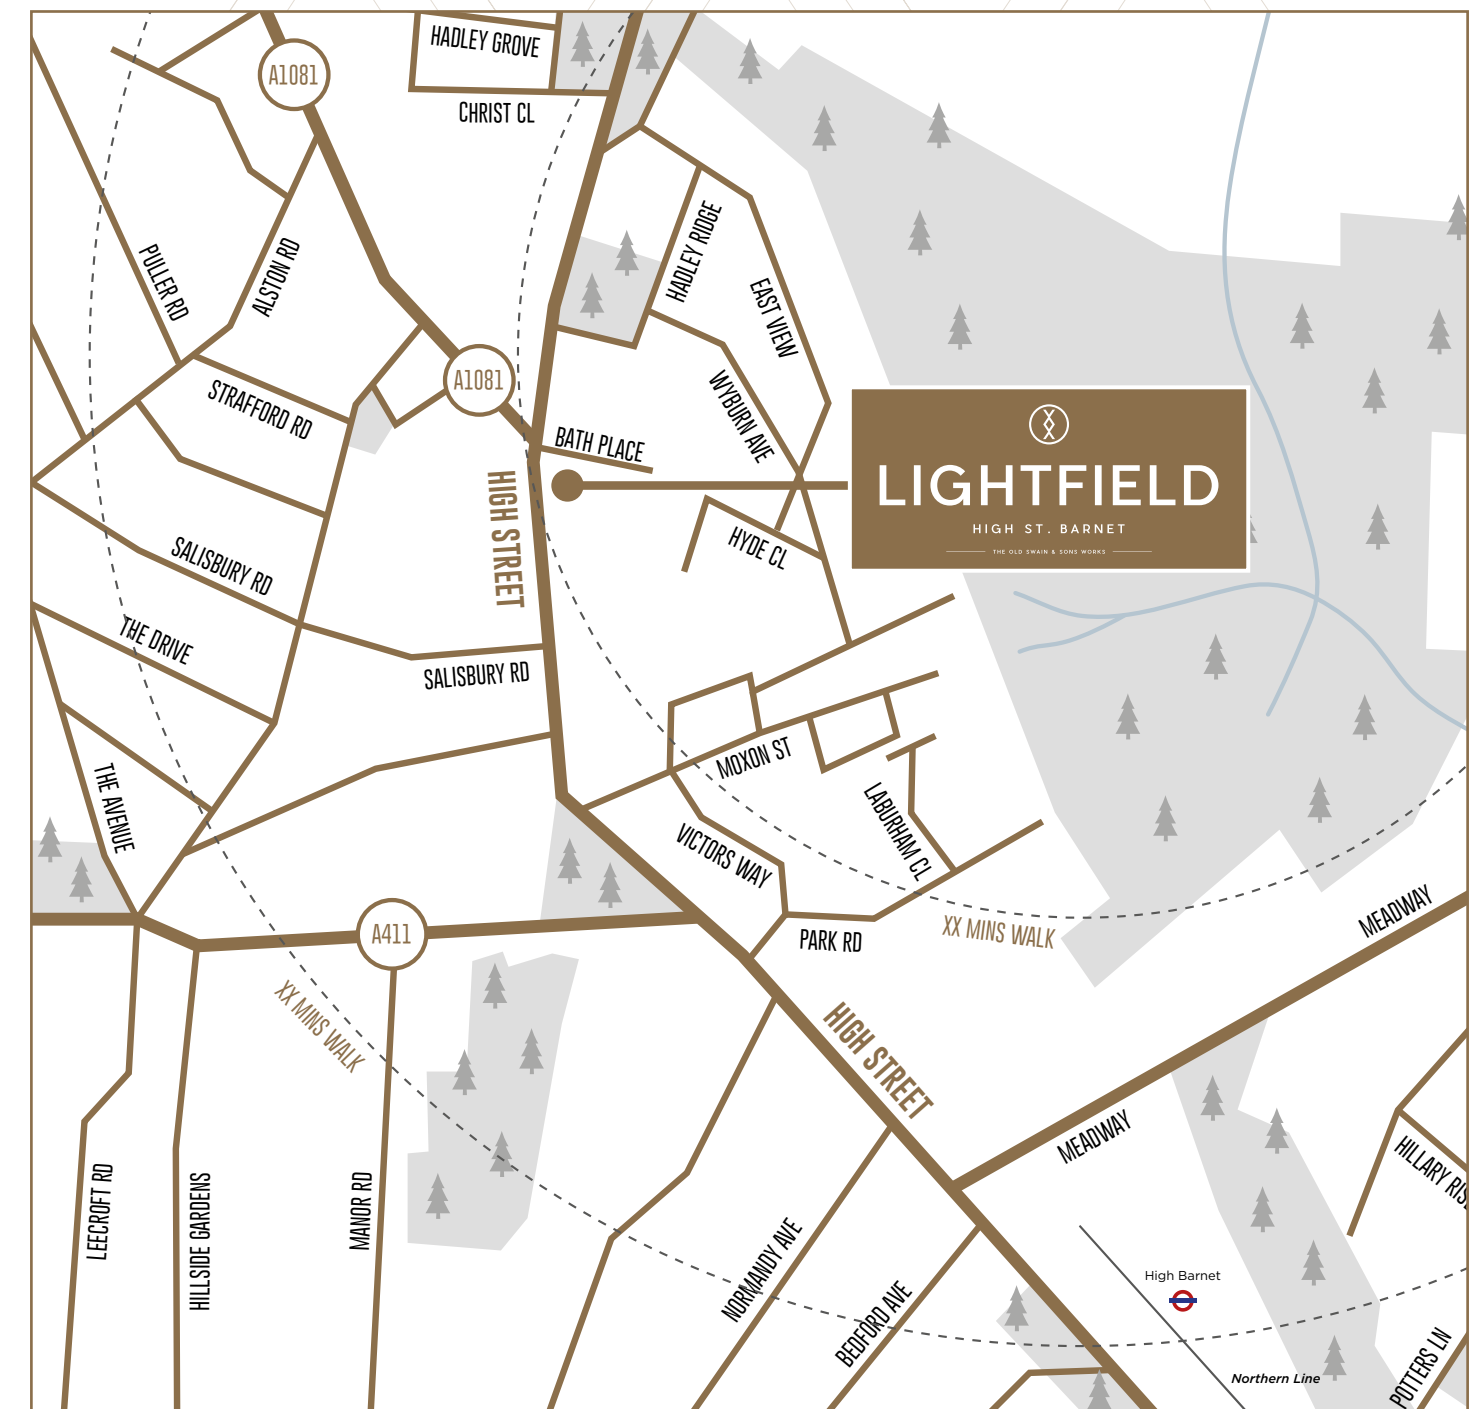 HADLEY GROVE
A1081
CHRIST CL
PULLER RD
ALSTON RD
HADLEY RIDGE
EAST VIEW
A1081
STRAFFORD RD
WYBURN AVE
BATH PLACE
LIGHTFIELD
HIGH ST. BARNET
THE OLD SWAIN & SONS WORKS
HIGH STREET
HYDE CL
SALISBURY RD
THE DRIVE
SALISBURY RD
MOXON ST
THE AVENUE
LABURHAM CL
VICTORS WAY
A411
PARK RD
XX MINS WALK
MEADWAY
XX MINS WALK
HIGH STREET
MEADWAY
HILLARY RIS
LEECROFT RD
HILLSIDE GARDENS
MANOR RD
NORMANDY AVE
BEDFORD AVE
High Barnet
Northern Line
POTTERS LN